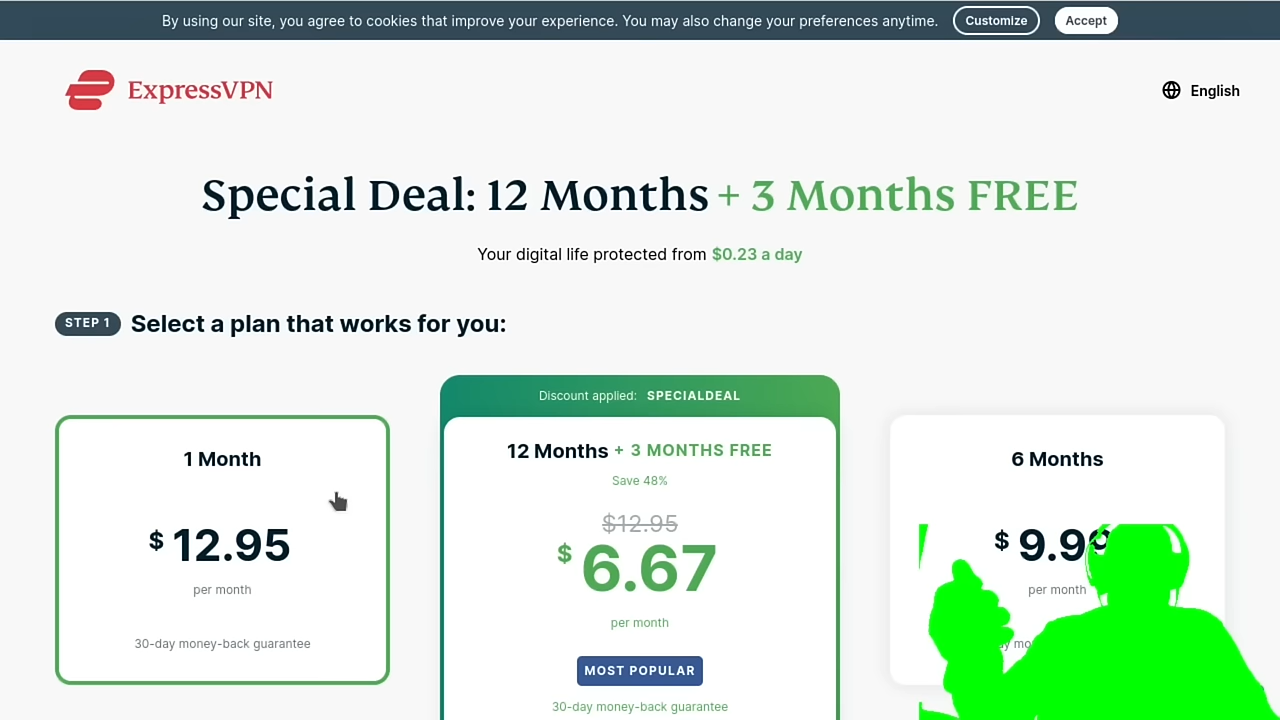 By using our site, you agree to cookies that improve your experience. You may also change your preferences anytime. Customize Accept
ExpressVPN
English
Special Deal: 12 Months + 3 Months FREE
Your digital life protected from $0.23 a day
STEP 1 Select a plan that works for you:
1 Month
$ 12.95
per month
30-day money-back guarantee
Discount applied: SPECIALDEAL
12 Months + 3 MONTHS FREE
Save 48%
$12.95
$ 6.67
per month
MOST POPULAR
30-day money-back guarantee
6 Months
$ 9.99
per month